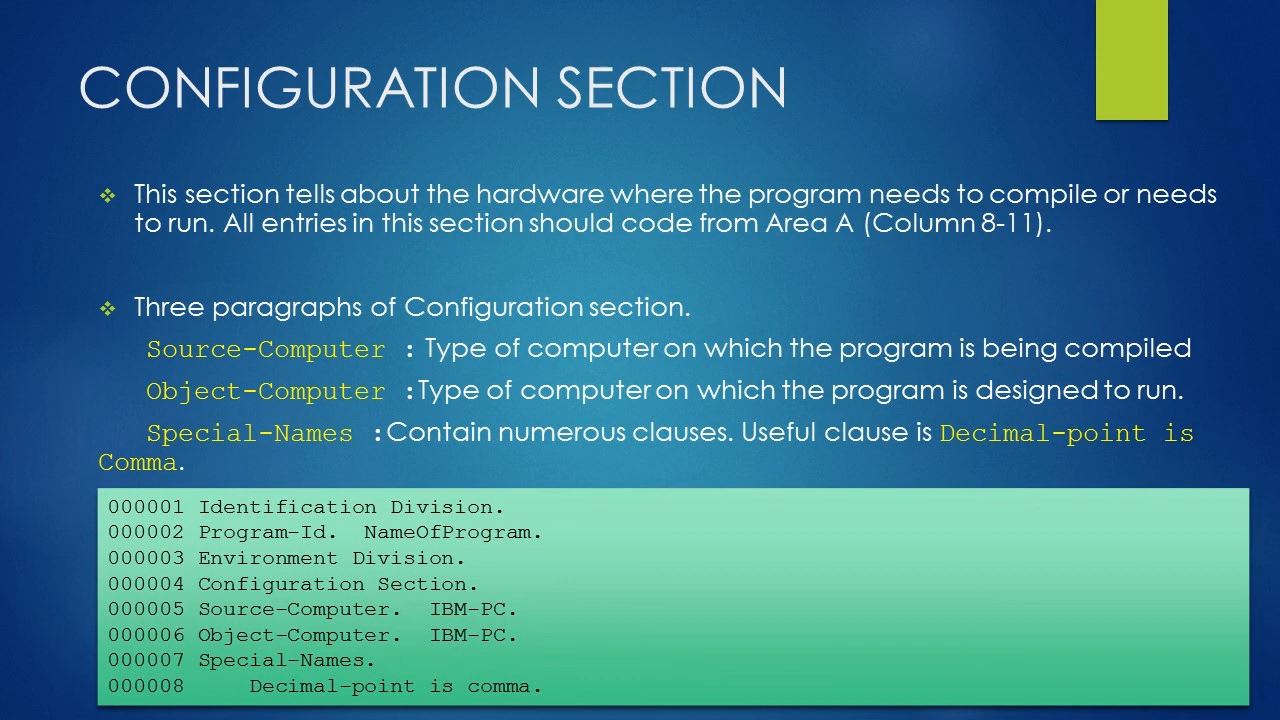 CONFIGURATION SECTION
This section tells about the hardware where the program needs to compile or needs
to run. All entries in this section should code from Area A (Column 8-11).
Three paragraphs of Configuration section.
Source-Computer : Type of computer on which the program is being compiled
Object-Computer :Type of computer on which the program is designed to run.
Special-Names :Contain numerous clauses. Useful clause is Decimal-point is
Comma.
000001 Identification Division.
000002 Program-Id.  NameOfProgram.
000003 Environment Division.
000004 Configuration Section.
000005 Source-Computer.  IBM-PC.
000006 Object-Computer.  IBM-PC.
000007 Special-Names.
000008     Decimal-point is comma.